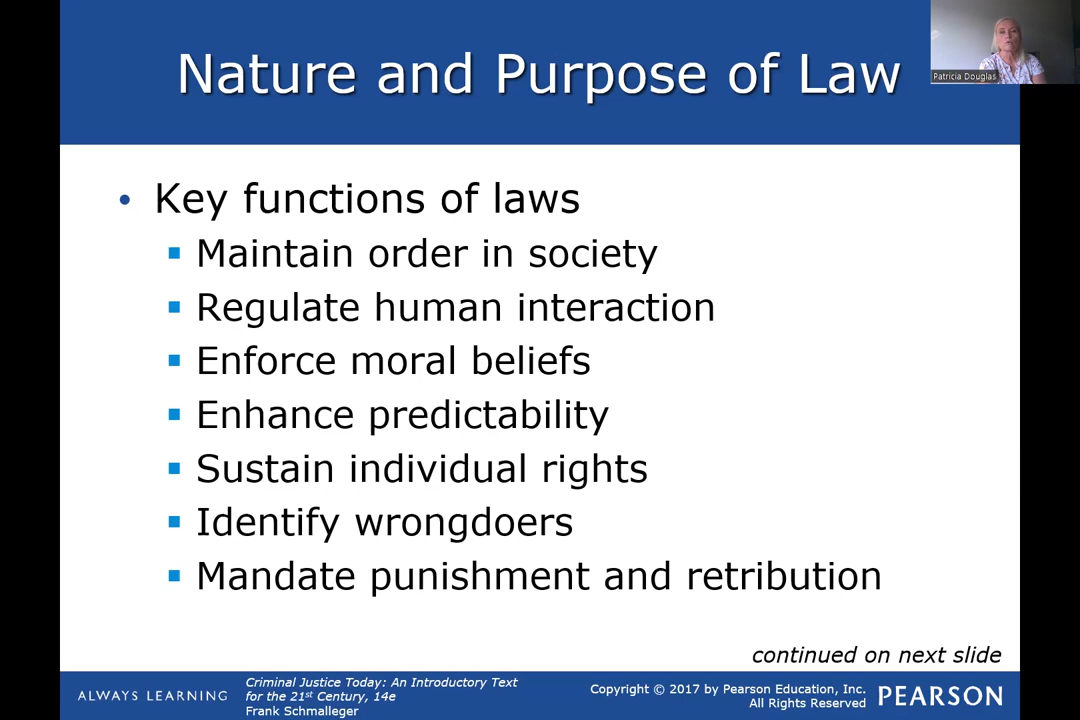 Nature and Purpose of Law
Patricia Douglas
• Key functions of laws
▪ Maintain order in society
▪ Regulate human interaction
▪ Enforce moral beliefs
▪ Enhance predictability
▪ Sustain individual rights
▪ Identify wrongdoers
▪ Mandate punishment and retribution
continued on next slide
ALWAYS LEARNING
Criminal Justice Today: An Introductory Text
for the 21st Century, 14e
Frank Schmalleger
Copyright © 2017 by Pearson Education, Inc.
All Rights Reserved
PEARSON